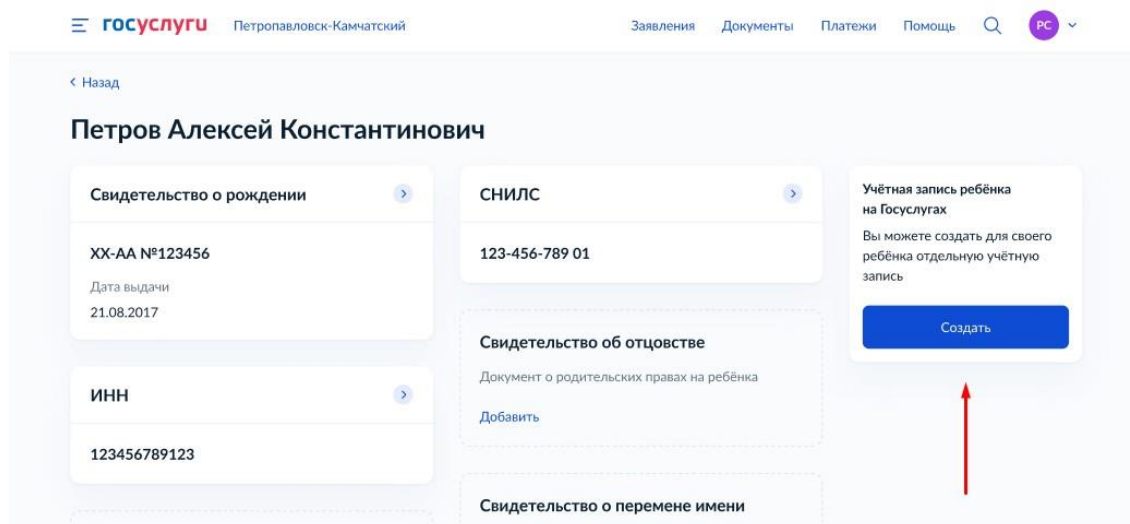 госуслуги Петропавловск-Камчатский Заявления Документы Платежи Помощь РС
Назад
Петров Алексей Константинович
Свидетельство о рождении
ХХ-АА №123456
Дата выдачи
21.08.2017
ИНН
123456789123
СНИЛС
123-456-789 01
Свидетельство об отцовстве
Документ о родительских правах на ребёнка
Добавить
Свидетельство о перемене имени
Учётная запись ребёнка
на Госуслугах
Вы можете создать для своего
ребёнка отдельную учётную
запись
Создать